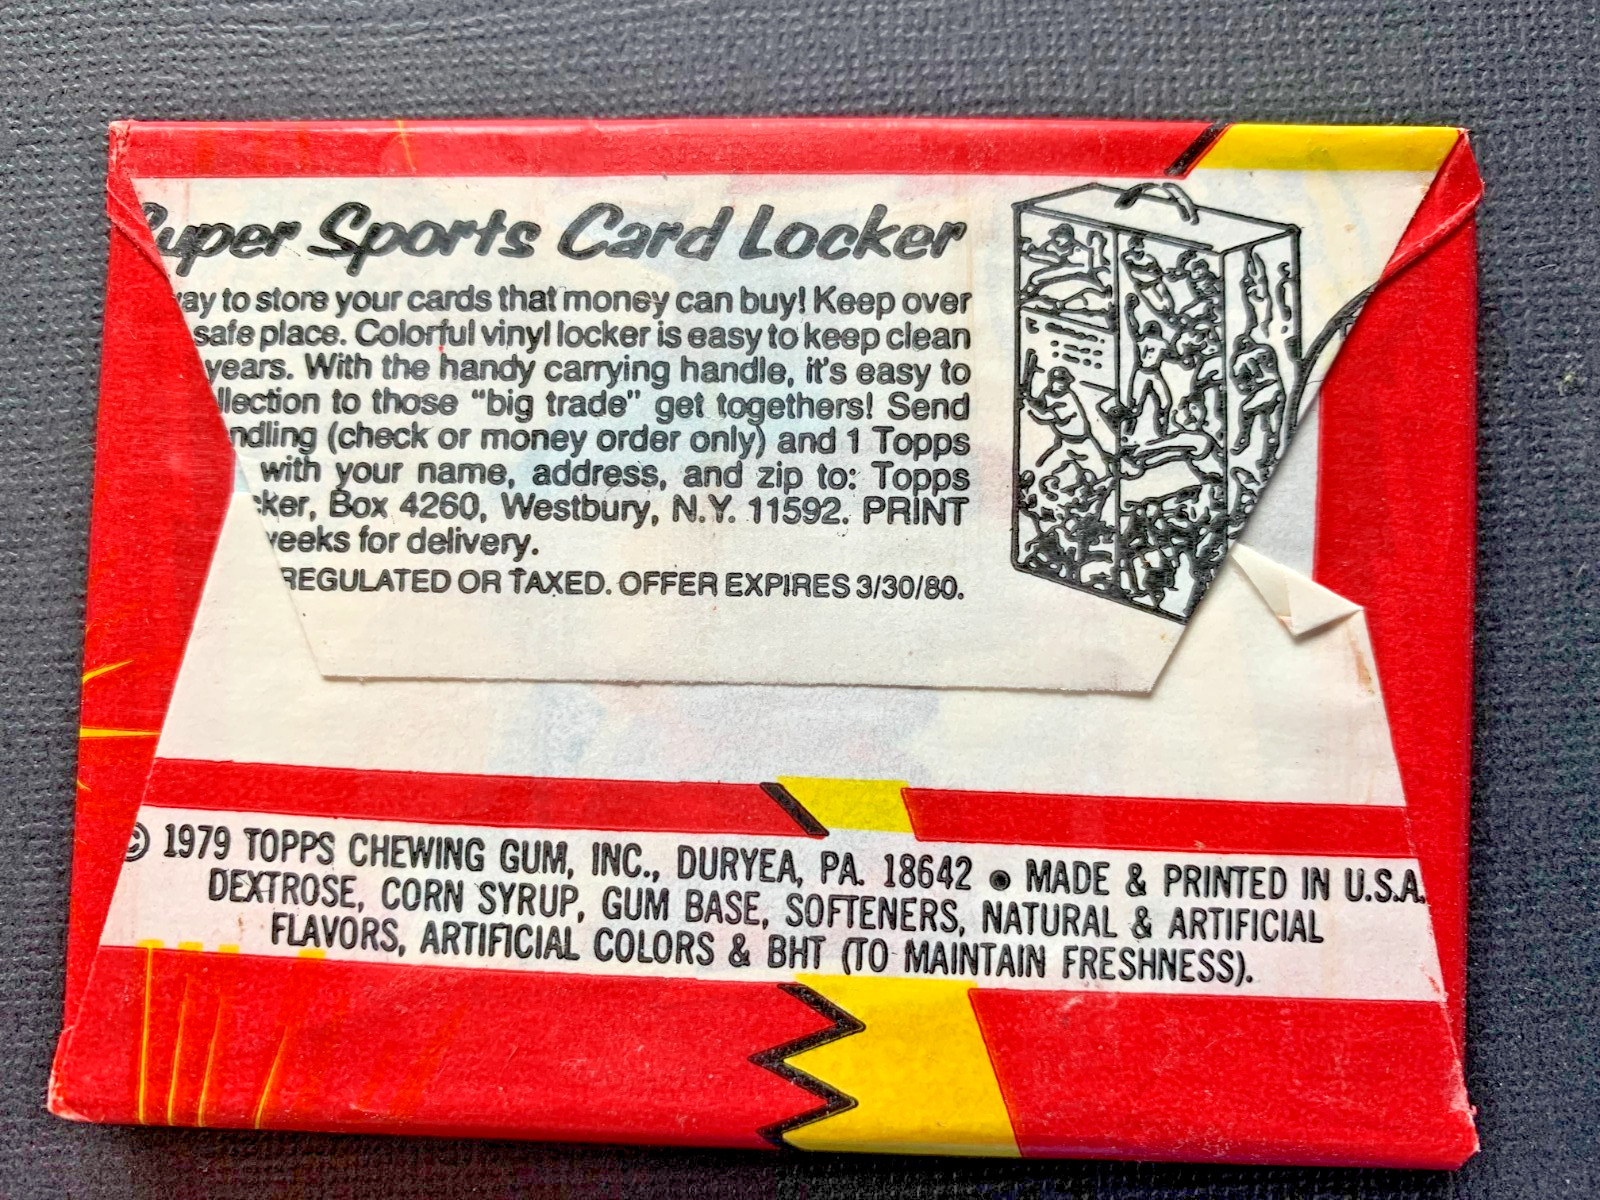 Super Sports Card Locker
way to store your cards that money can buy! Keep over
safe place. Colorful vinyl locker is easy to keep clean
years. With the handy carrying handle, it's easy to
llection to those "big trade" get togethers! Send
ndling (check or money order only) and 1 Topps
with your name, address, and zip to: Topps
ker, Box 4260, Westbury, N.Y. 11592. PRINT
weeks for delivery.
REGULATED OR TAXED. OFFER EXPIRES 3/30/80.
© 1979 TOPPS CHEWING GUM, INC., DURYEA, PA. 18642 ● MADE & PRINTED IN U.S.A.
DEXTROSE, CORN SYRUP, GUM BASE, SOFTENERS, NATURAL & ARTIFICIAL
FLAVORS, ARTIFICIAL COLORS & BHT (TO MAINTAIN FRESHNESS).